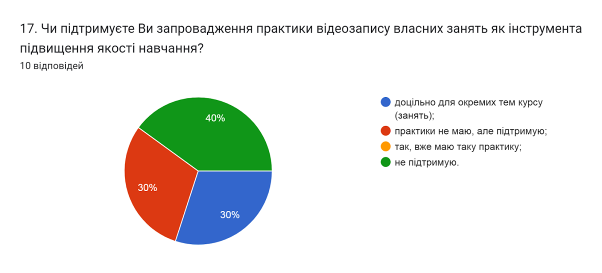 17. Чи підтримуєте Ви запровадження практики відеозапису власних занять як інструмента
підвищення якості навчання?
10 відповідей
40%
30%
30%
доцільно для окремих тем курсу
(занять);
практики не маю, але підтримую;
так, вже маю таку практику;
не підтримую.